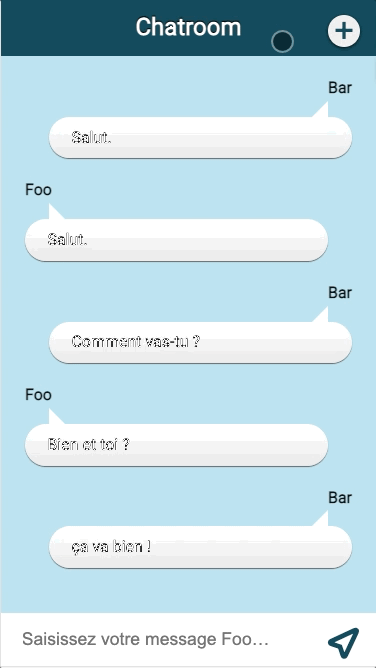 Chatroom
Bar
Salut.
Foo
Salut.
Bar
Comment vas-tu ?
Foo
Bien et toi ?
Bar
ça va bien !
Saisissez votre message Foo…